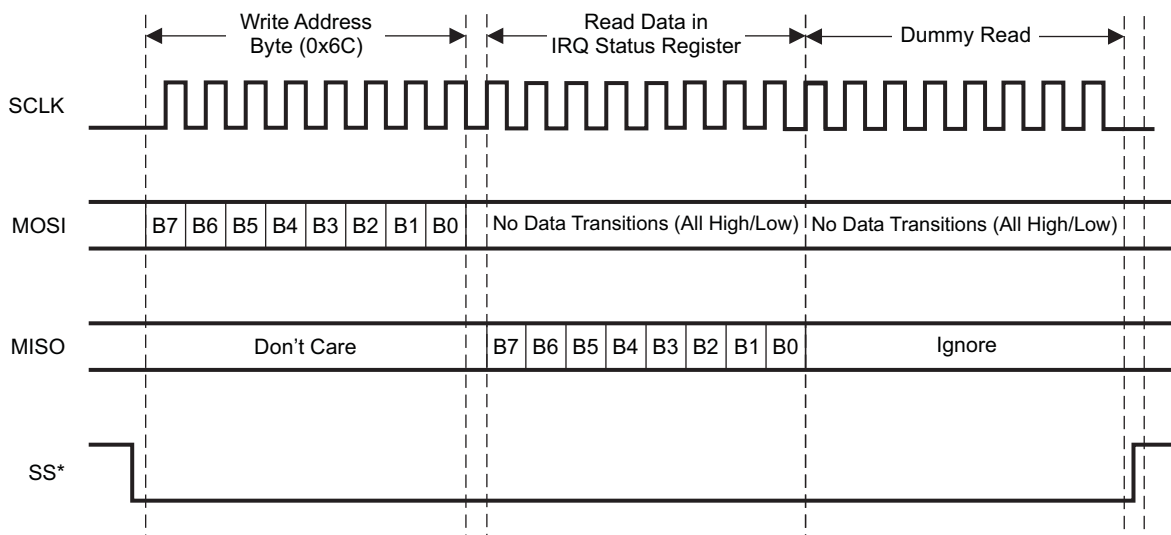 Write Address
Byte (0x6C)
Read Data in
IRQ Status Register
Dummy Read
SCLK
MOSI
B7 B6 B5 B4 B3 B2 B1 B0
No Data Transitions (All High/Low)
No Data Transitions (All High/Low)
MISO
Don't Care
B7 B6 B5 B4 B3 B2 B1 B0
Ignore
SS*